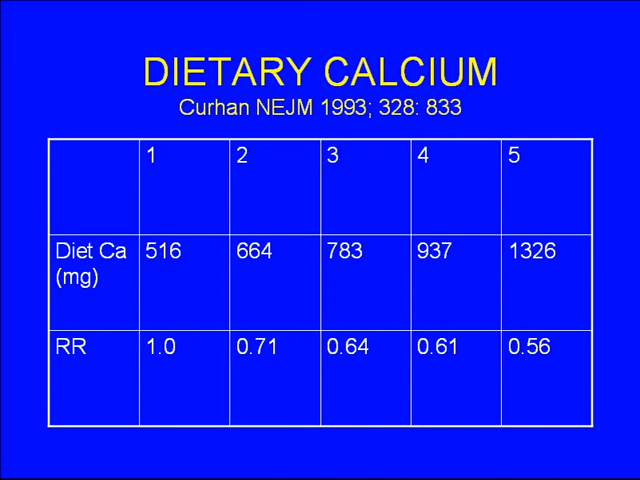 DIETARY CALCIUM
Curhan NEJM 1993; 328: 833
1 2 3 4 5
Diet Ca 516 664 783 937 1326
(mg)
RR 1.0 0.71 0.64 0.61 0.56